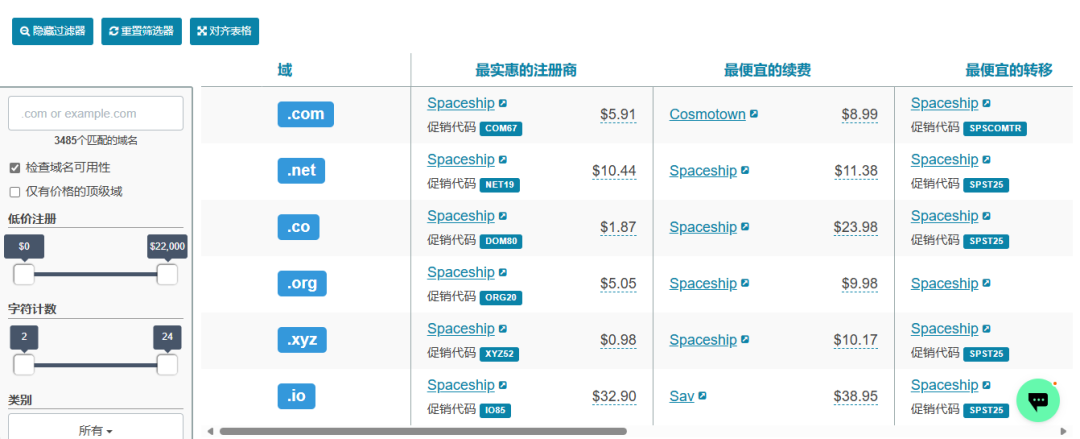 隐藏过滤器 重置筛选器 对齐表格
域 最实惠的注册商 最便宜的续费 最便宜的转移
.com or example.com
3485个匹配的域名
检查域名可用性
仅有价格的顶级域
低价注册
$0 $22,000
字符计数
2 24
类别
所有
.com Spaceship $5.91 Cosmotown $8.99 Spaceship
促销代码 COM67 促销代码 SPSCOMTR
.net Spaceship $10.44 Spaceship $11.38 Spaceship
促销代码 NET19 促销代码 SPST25
.co Spaceship $1.87 Spaceship $23.98 Spaceship
促销代码 DOM80 促销代码 SPST25
.org Spaceship $5.05 Spaceship $9.98 Spaceship
促销代码 ORG20
.xyz Spaceship $0.98 Spaceship $10.17 Spaceship
促销代码 XYZ52 促销代码 SPST25
.io Spaceship $32.90 Sav $38.95 Spaceship
促销代码 IO85 促销代码 SPST25